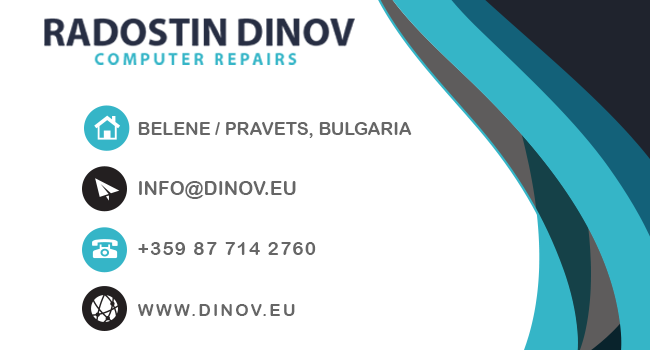 RADOSTIN DINOV
COMPUTER REPAIRS
BELENE / PRAVETS, BULGARIA
INFO@DINOV.EU
+359 87 714 2760
WWW.DINOV.EU